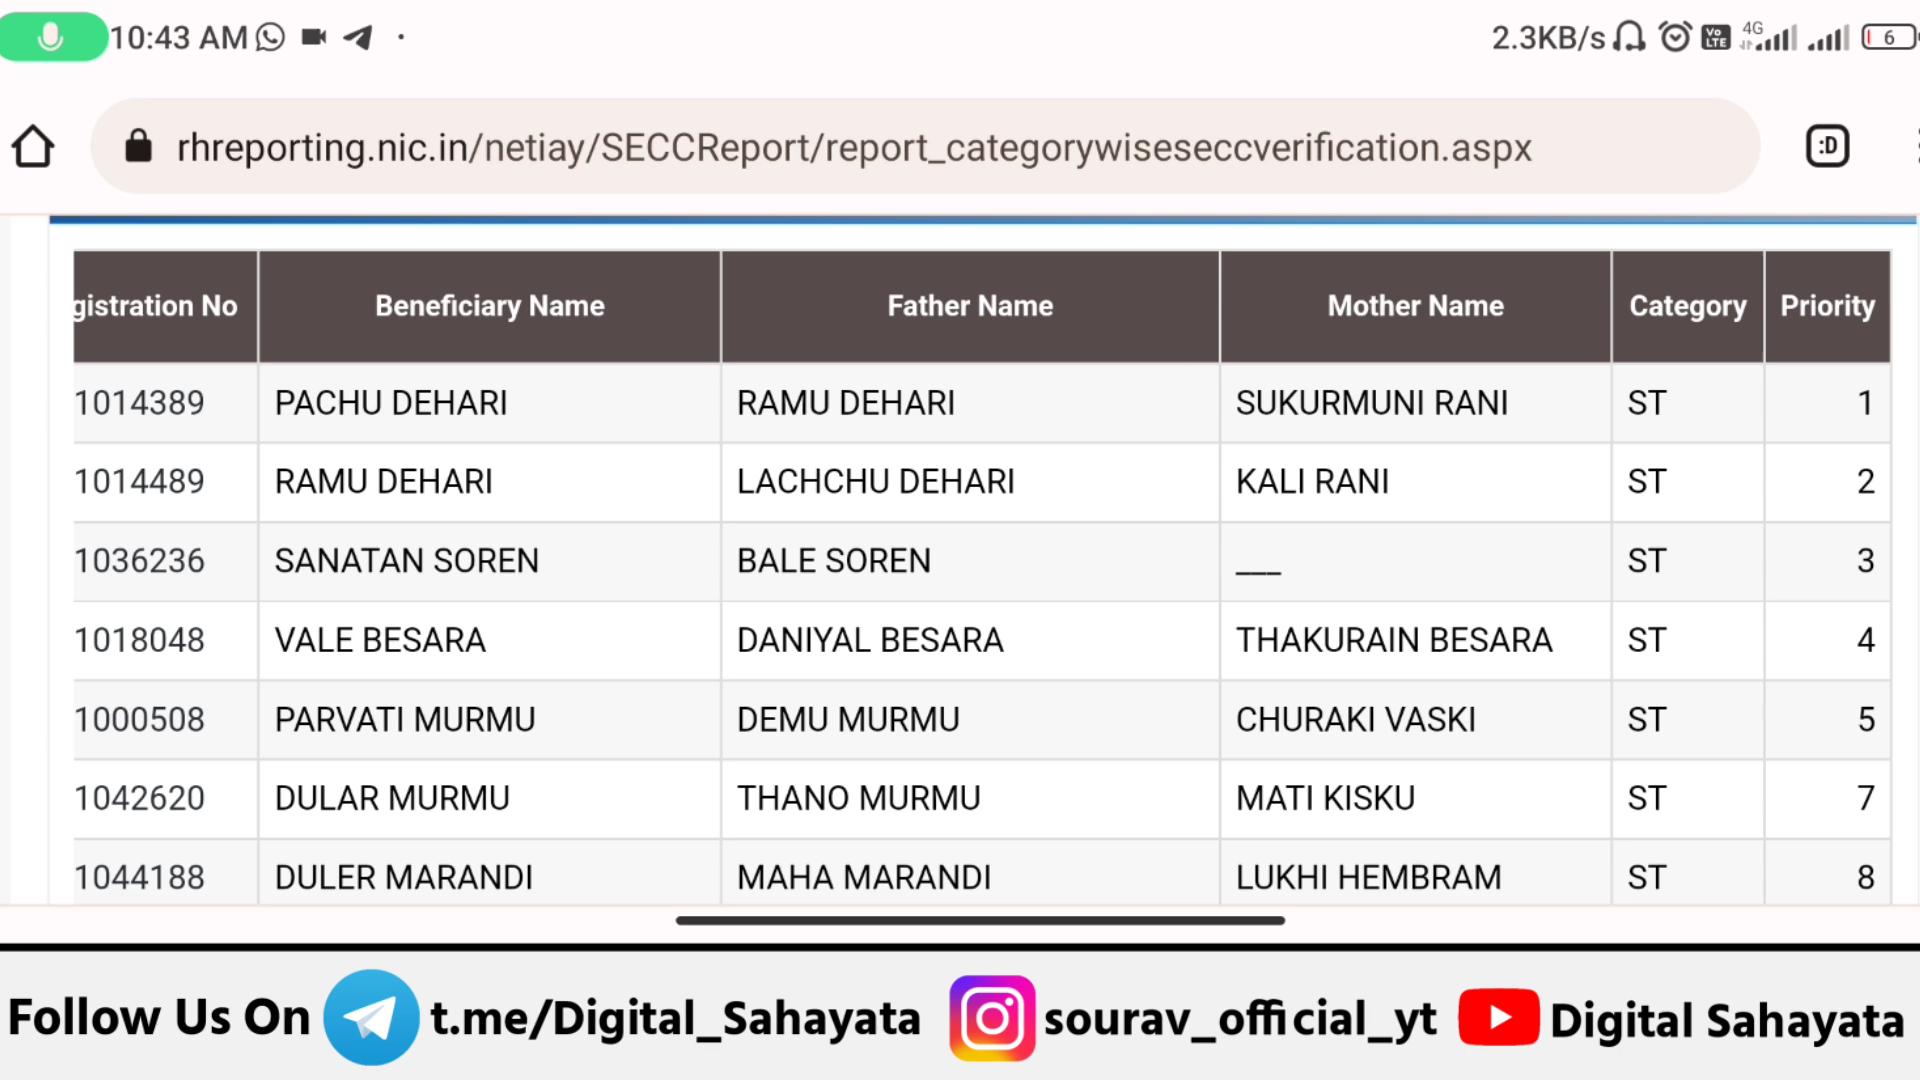 10:43 AM 2.3KB/s Vo LTE 4G 6
rhreporting.nic.in/netiay/SECCReport/report_categorywiseseccverification.aspx :D
gistration No Beneficiary Name Father Name Mother Name Category Priority
1014389 PACHU DEHARI RAMU DEHARI SUKURMUNI RANI ST 1
1014489 RAMU DEHARI LACHCHU DEHARI KALI RANI ST 2
1036236 SANATAN SOREN BALE SOREN ___ ST 3
1018048 VALE BESARA DANIYAL BESARA THAKURAIN BESARA ST 4
1000508 PARVATI MURMU DEMU MURMU CHURAKI VASKI ST 5
1042620 DULAR MURMU THANO MURMU MATI KISKU ST 7
1044188 DULER MARANDI MAHA MARANDI LUKHI HEMBRAM ST 8
Follow Us On t.me/Digital_Sahayata sourav_official_yt Digital Sahayata